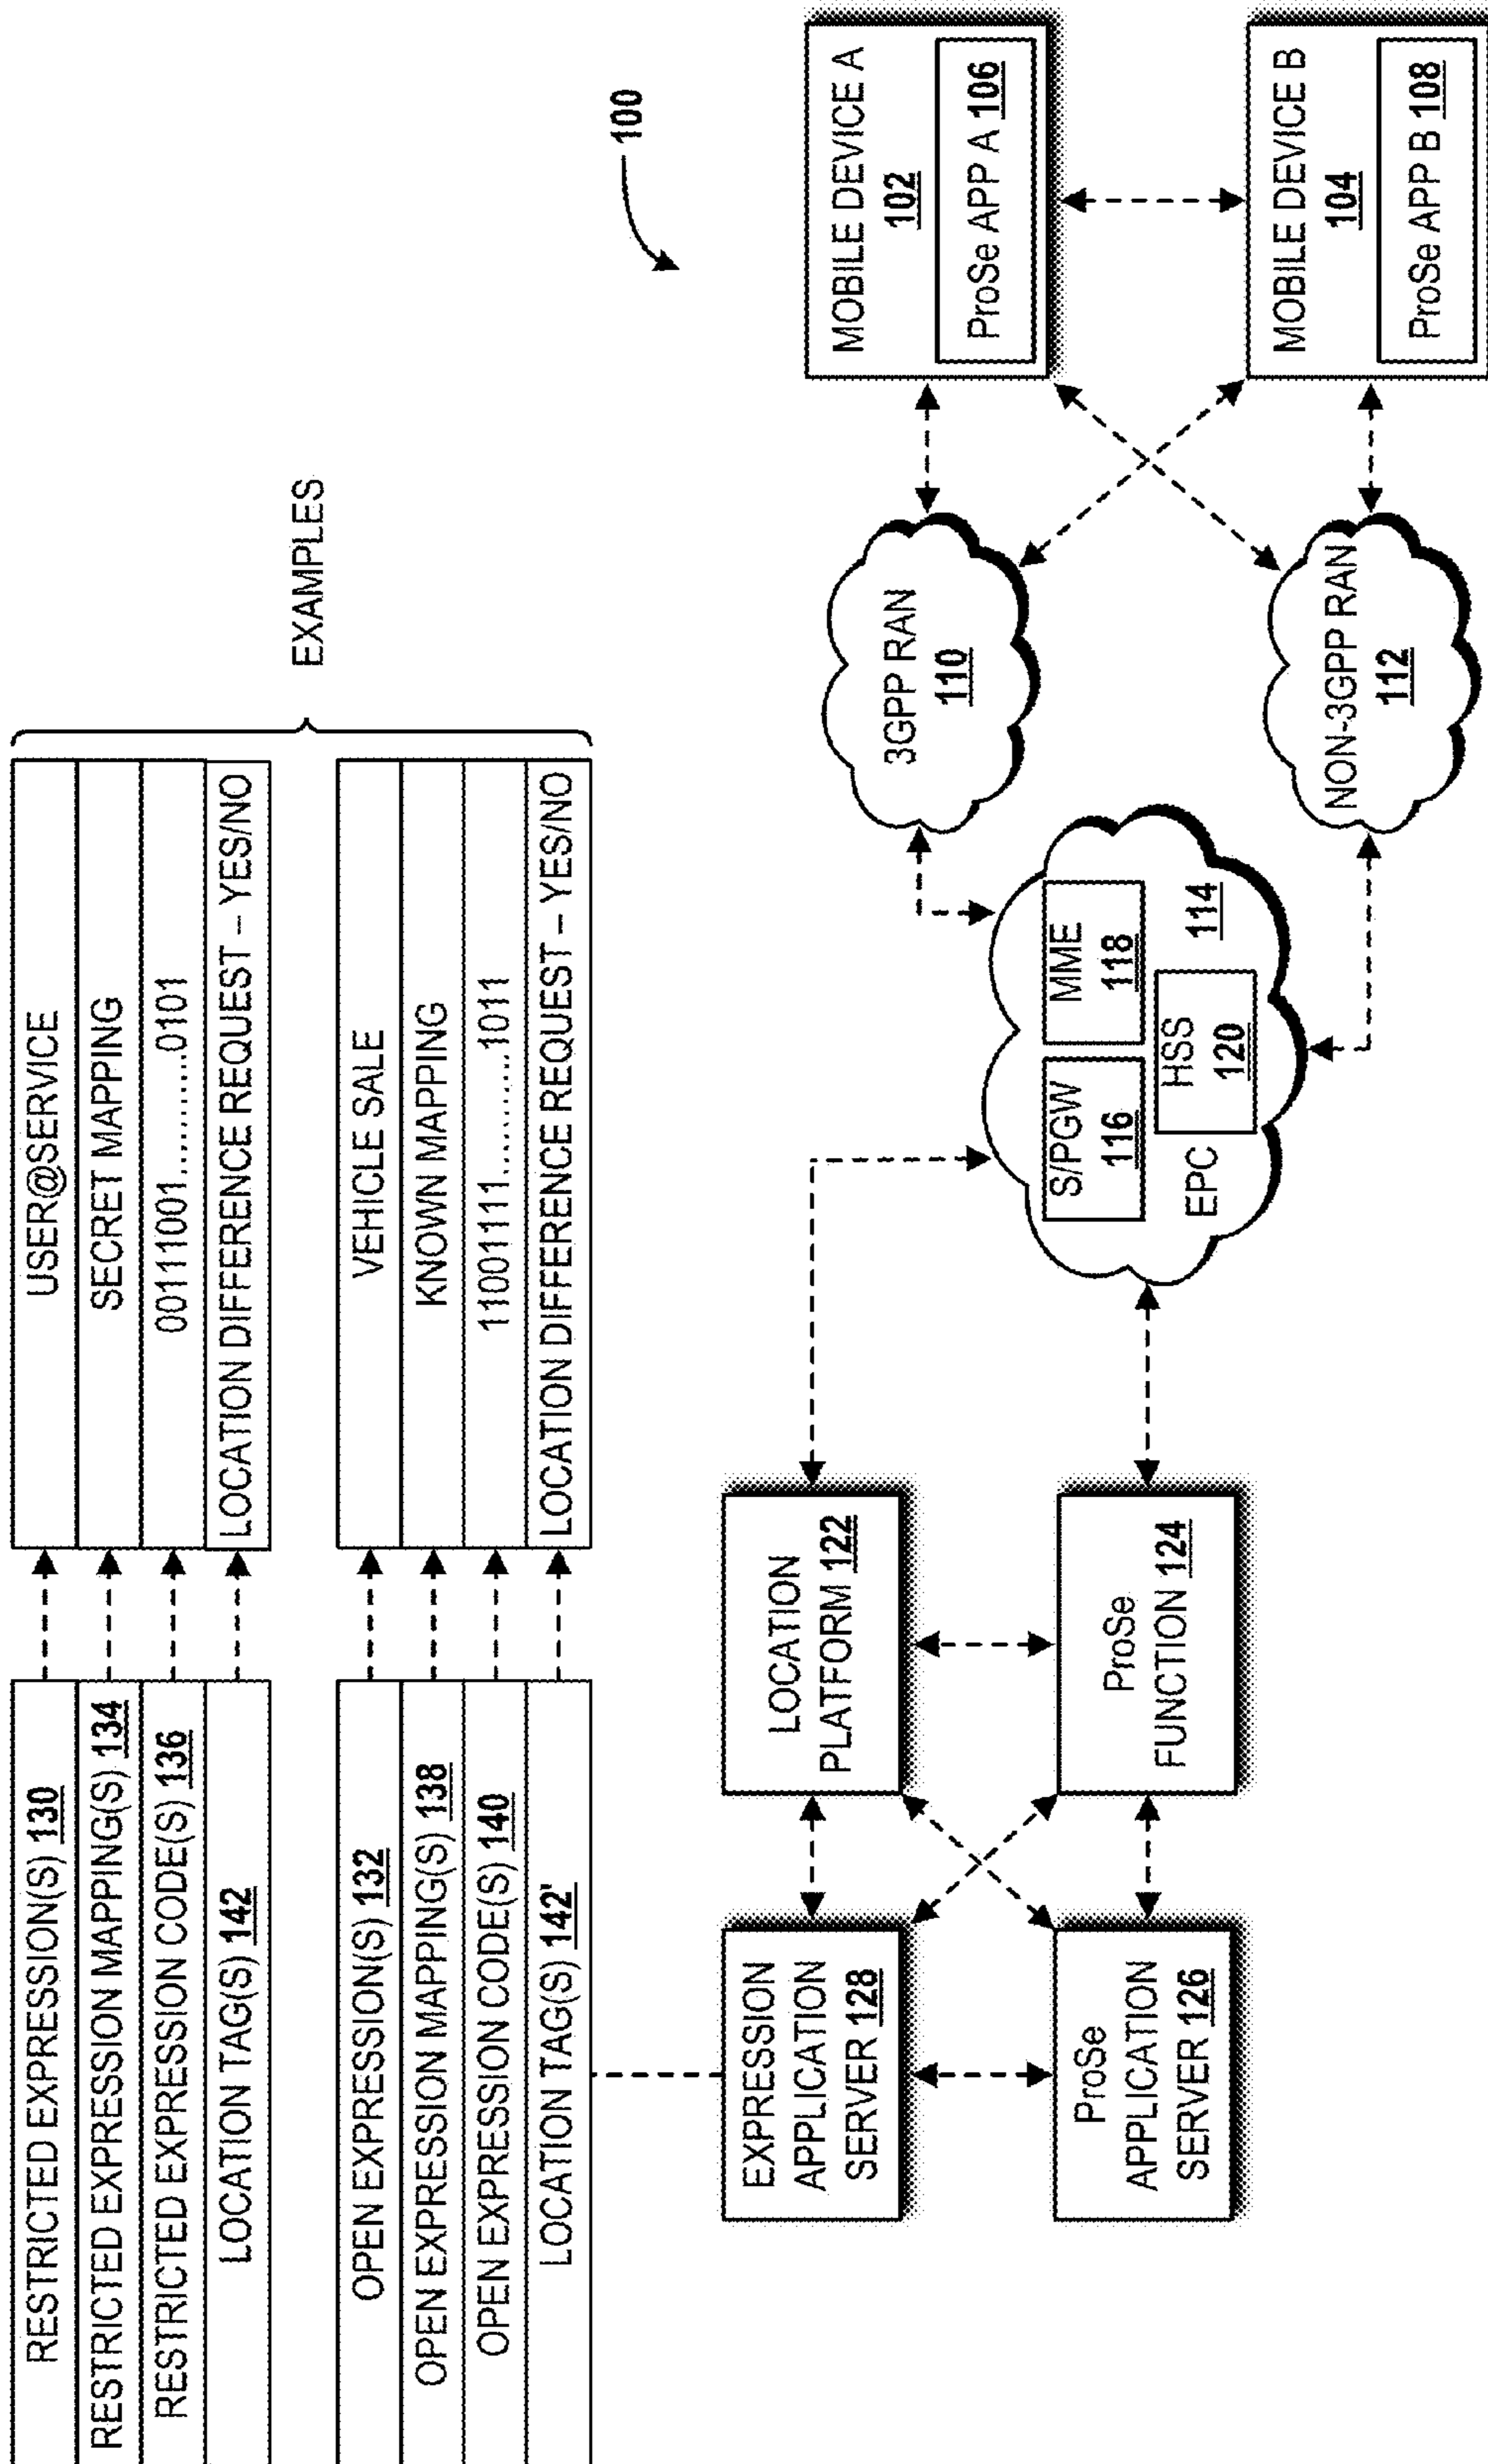 RESTRICTED EXPRESSION(S) 130
RESTRICTED EXPRESSION MAPPING(S) 134
RESTRICTED EXPRESSION CODE(S) 136
LOCATION TAG(S) 142
USER@SERVICE
SECRET MAPPING
00111001..........0101
LOCATION DIFFERENCE REQUEST – YES/NO
OPEN EXPRESSION(S) 132
OPEN EXPRESSION MAPPING(S) 138
OPEN EXPRESSION CODE(S) 140
LOCATION TAG(S) 142'
VEHICLE SALE
KNOWN MAPPING
11001111..........1011
LOCATION DIFFERENCE REQUEST – YES/NO
EXAMPLES
100
EXPRESSION
APPLICATION
SERVER 128
ProSe
APPLICATION
SERVER 126
LOCATION
PLATFORM 122
ProSe
FUNCTION 124
S/PGW
116
MME
118
HSS
120
EPC
114
3GPP RAN
110
NON-3GPP RAN
112
MOBILE DEVICE A
102
ProSe APP A 106
MOBILE DEVICE B
104
ProSe APP B 108